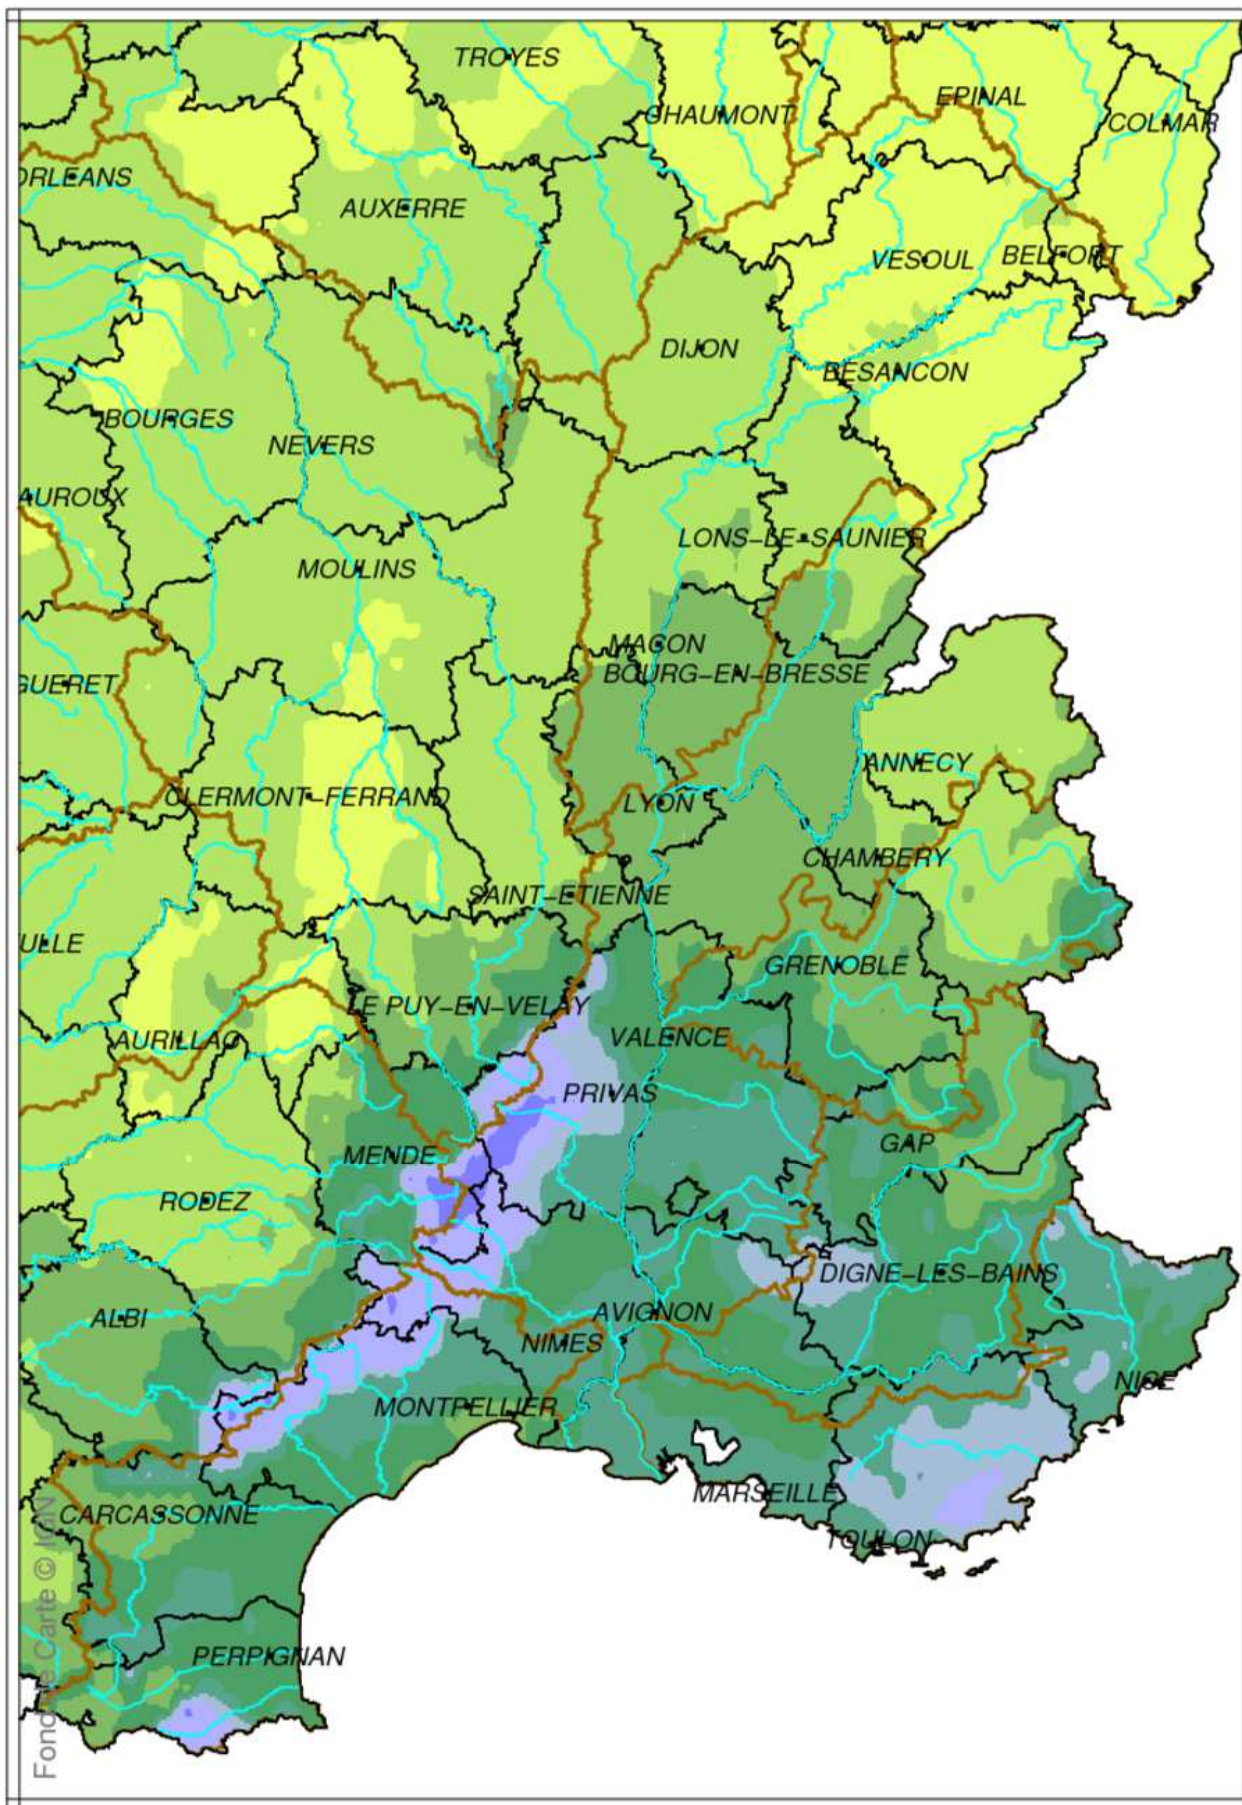 TROYES
CHAUMONT
EPINAL
COLMAR
ORLEANS
AUXERRE
VESOUL
BELFORT
DIJON
BESANCON
BOURGES
NEVERS
AUROUX
LONS-LE-SAUNIER
MOULINS
MACON
BOURG-EN-BRESSE
GUERET
ANNECY
CLERMONT-FERRAND
LYON
CHAMBERY
SAINT-ETIENNE
ULLE
GRENOBLE
LE PUY-EN-VELAY
AURILLAC
VALENCE
PRIVAS
MENDE
GAP
RODEZ
DIGNE-LES-BAINS
ALBI
AVIGNON
NIMES
NICE
MONTPELLIER
MARSEILLE
CARCASSONNE
TOULON
PERPIGNAN
Fond de Carte © IGN